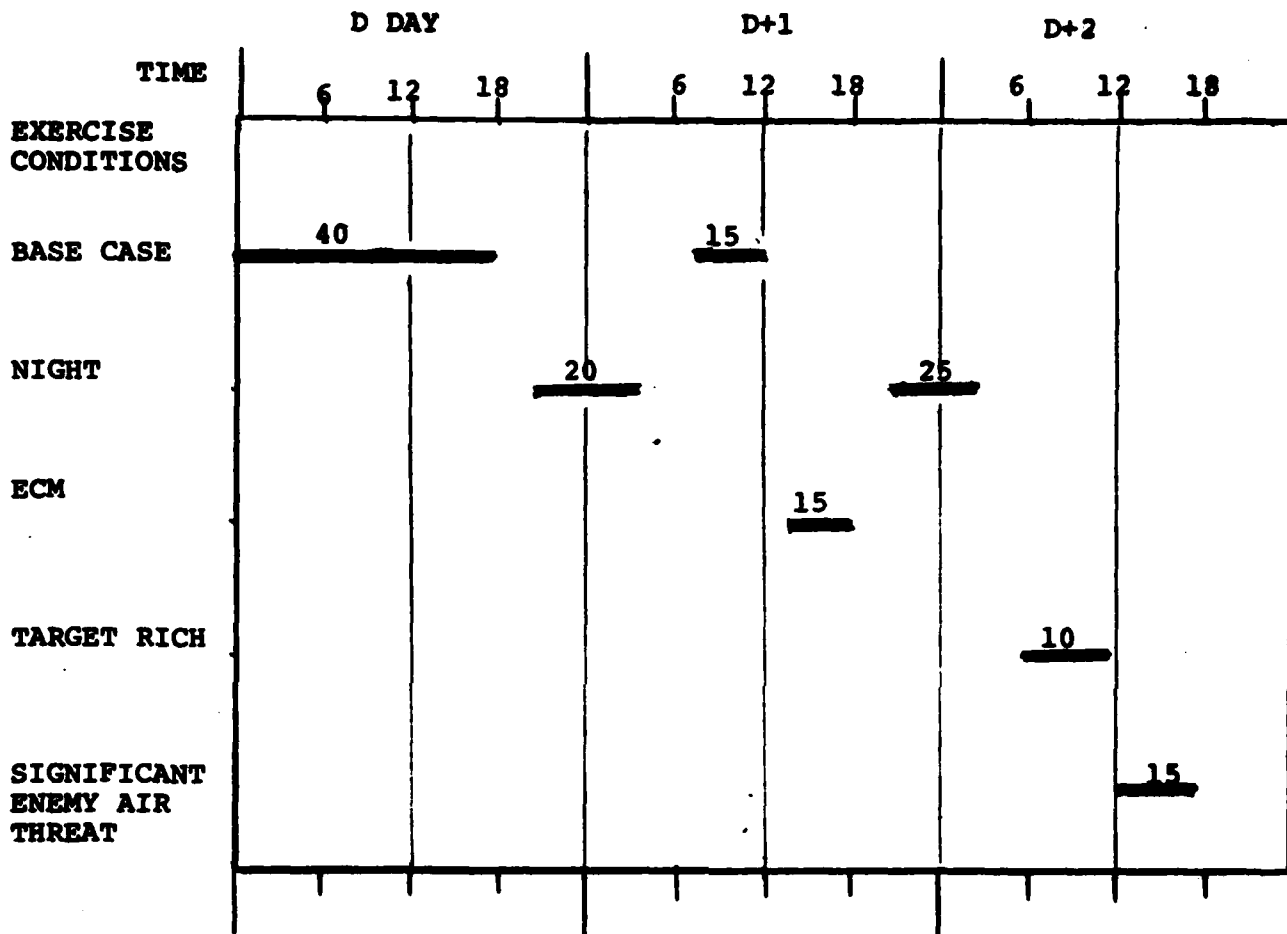 D DAY D+1 D+2
TIME
6 12 18 6 12 18 6 12 18
EXERCISE
CONDITIONS
40 15
BASE CASE
NIGHT 20 25
ECM 15
TARGET RICH 10
SIGNIFICANT 15
ENEMY AIR
THREAT